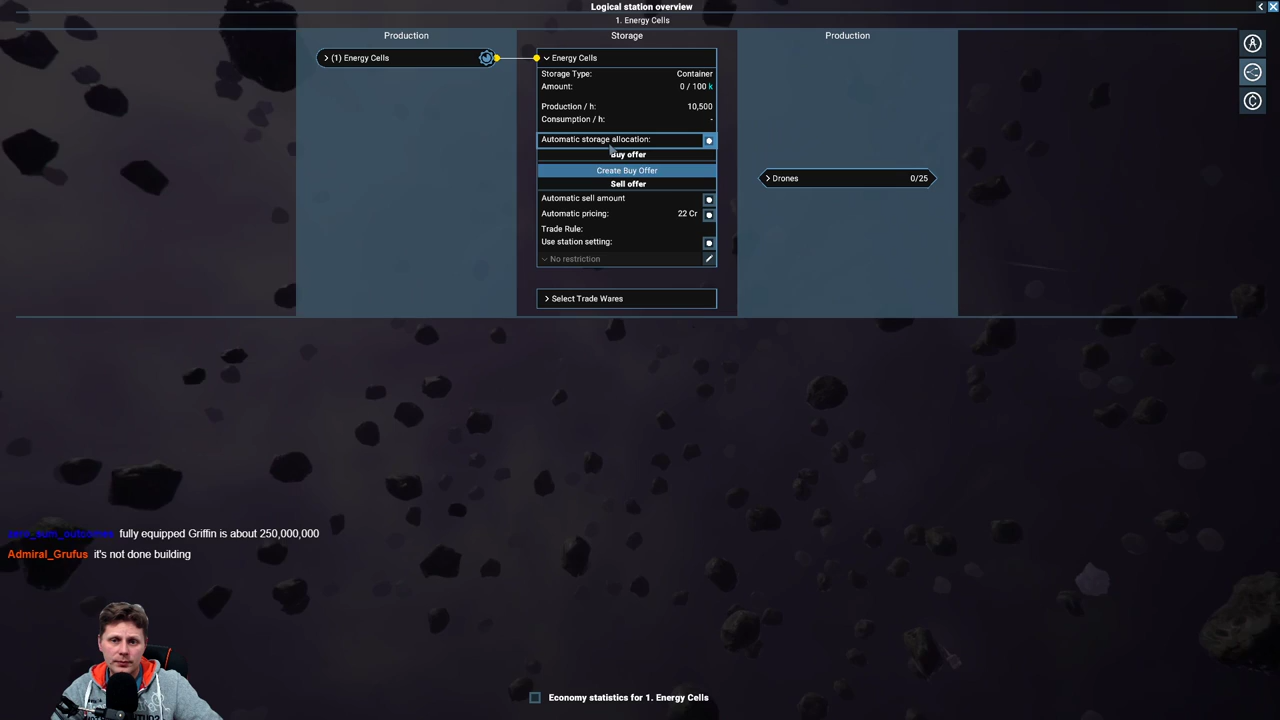 Logical station overview
1. Energy Cells
Production
Storage
Production
(1) Energy Cells
Energy Cells
Storage Type: Container
Amount: 0 / 100 k
Production / h: 10,500
Consumption / h: -
Automatic storage allocation:
Buy offer
Create Buy Offer
Sell offer
Automatic sell amount
Automatic pricing: 22 Cr
Trade Rule:
Use station setting:
No restriction
Select Trade Wares
Drones 0/25
A
C
fully equipped Griffin is about 250,000,000
Admiral_Grufus it's not done building
Economy statistics for 1. Energy Cells